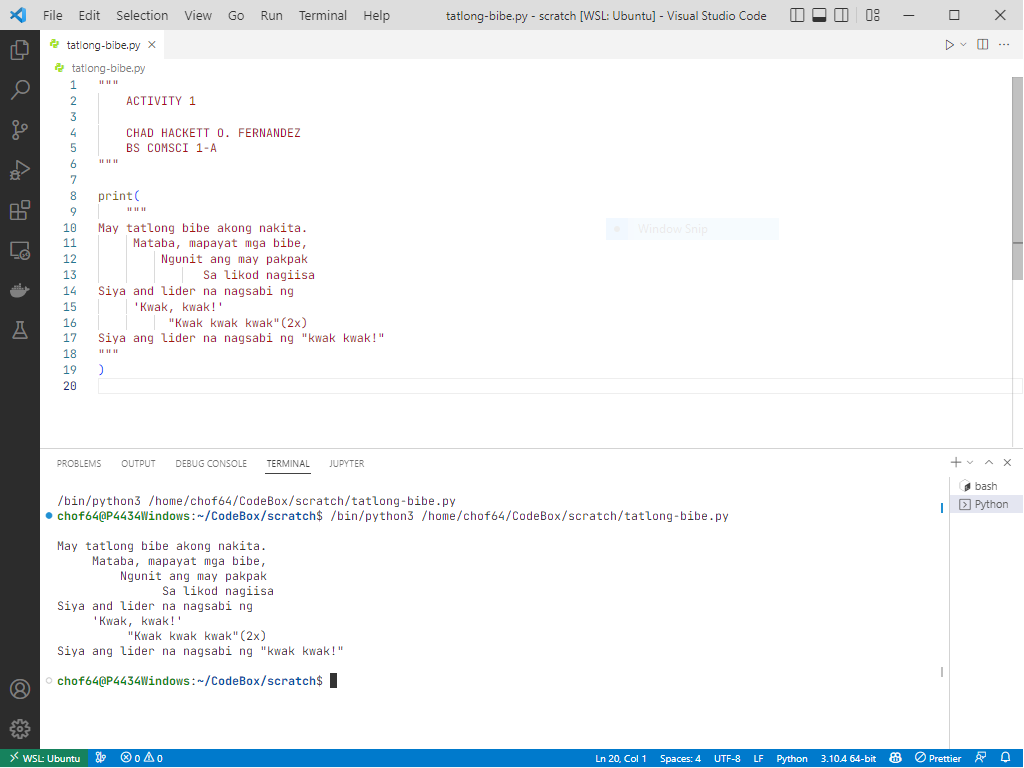 File Edit Selection View Go Run Terminal Help tatlong-bibe.py - scratch [WSL: Ubuntu] - Visual Studio Code
tatlong-bibe.py
tatlong-bibe.py
1 """
2 ACTIVITY 1
3
4 CHAD HACKETT O. FERNANDEZ
5 BS COMSCI 1-A
6 """
7
8 print(
9 """
10 May tatlong bibe akong nakita.
11 Mataba, mapayat mga bibe,
12 Ngunit ang may pakpak
13 Sa likod nagiisa
14 Siya and lider na nagsabi ng
15 'Kwak, kwak!'
16 "Kwak kwak kwak"(2x)
17 Siya ang lider na nagsabi ng "kwak kwak!"
18 """
19 )
20
Window Snip
PROBLEMS OUTPUT DEBUG CONSOLE TERMINAL JUPYTER
bash
Python
/bin/python3 /home/chof64/CodeBox/scratch/tatlong-bibe.py
chof64@P4434Windows:~/CodeBox/scratch$ /bin/python3 /home/chof64/CodeBox/scratch/tatlong-bibe.py
May tatlong bibe akong nakita.
Mataba, mapayat mga bibe,
Ngunit ang may pakpak
Sa likod nagiisa
Siya and lider na nagsabi ng
'Kwak, kwak!'
"Kwak kwak kwak"(2x)
Siya ang lider na nagsabi ng "kwak kwak!"
chof64@P4434Windows:~/CodeBox/scratch$
WSL: Ubuntu 0 0 Ln 20, Col 1 Spaces: 4 UTF-8 LF Python 3.10.4 64-bit Prettier